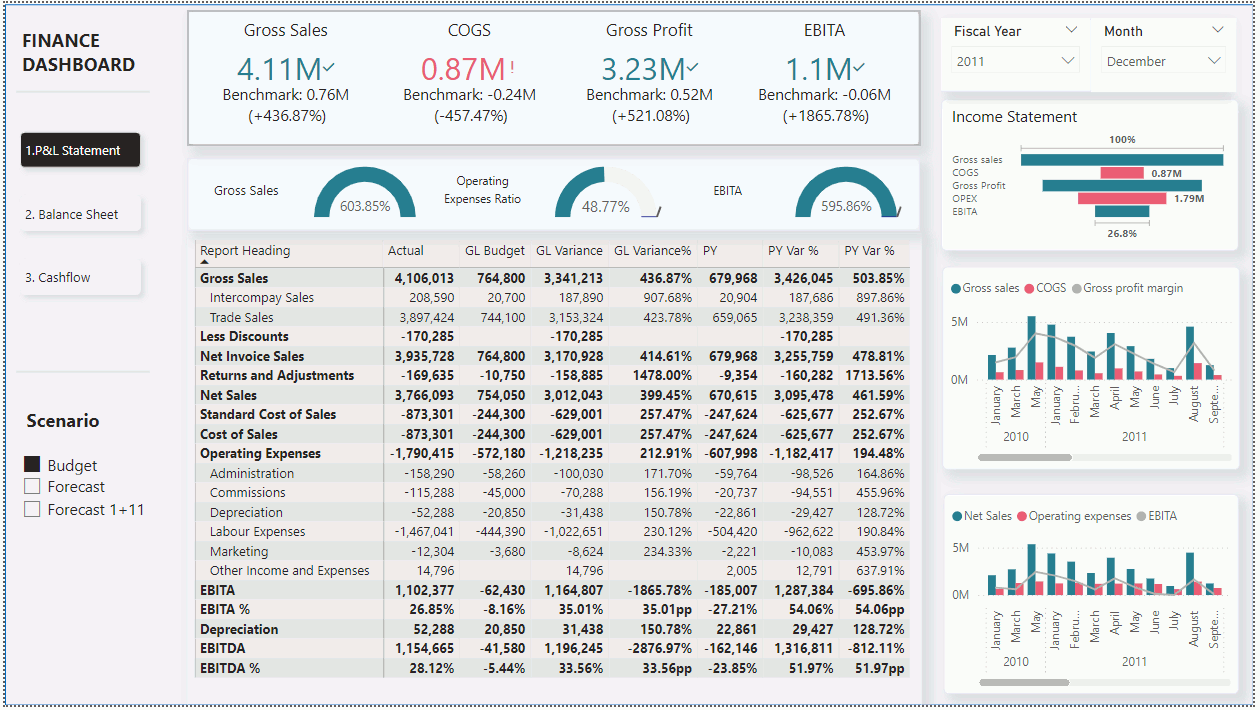 FINANCE
DASHBOARD
1.P&L Statement
2. Balance Sheet
3. Cashflow
Scenario
Budget
Forecast
Forecast 1+11
Gross Sales
4.11M
Benchmark: 0.76M
(+436.87%)
COGS
0.87M!
Benchmark: -0.24M
(-457.47%)
Gross Profit
3.23M
Benchmark: 0.52M
(+521.08%)
EBITA
1.1M
Benchmark: -0.06M
(+1865.78%)
Gross Sales
603.85%
Operating
Expenses Ratio
48.77%
EBITA
595.86%
Report Heading Actual GL Budget GL Variance GL Variance% PY PY Var % PY Var %
Gross Sales 4,106,013 764,800 3,341,213 436.87% 679,968 3,426,045 503.85%
Intercompay Sales 208,590 20,700 187,890 907.68% 20,904 187,686 897.86%
Trade Sales 3,897,424 744,100 3,153,324 423.78% 659,065 3,238,359 491.36%
Less Discounts -170,285 -170,285 -170,285
Net Invoice Sales 3,935,728 764,800 3,170,928 414.61% 679,968 3,255,759 478.81%
Returns and Adjustments -169,635 -10,750 -158,885 1478.00% -9,354 -160,282 1713.56%
Net Sales 3,766,093 754,050 3,012,043 399.45% 670,615 3,095,478 461.59%
Standard Cost of Sales -873,301 -244,300 -629,001 257.47% -247,624 -625,677 252.67%
Cost of Sales -873,301 -244,300 -629,001 257.47% -247,624 -625,677 252.67%
Operating Expenses -1,790,415 -572,180 -1,218,235 212.91% -607,998 -1,182,417 194.48%
Administration -158,290 -58,260 -100,030 171.70% -59,764 -98,526 164.86%
Commissions -115,288 -45,000 -70,288 156.19% -20,737 -94,551 455.96%
Depreciation -52,288 -20,850 -31,438 150.78% -22,861 -29,427 128.72%
Labour Expenses -1,467,041 -444,390 -1,022,651 230.12% -504,420 -962,622 190.84%
Marketing -12,304 -3,680 -8,624 234.33% -2,221 -10,083 453.97%
Other Income and Expenses 14,796 14,796 2,005 12,791 637.91%
EBITA 1,102,377 -62,430 1,164,807 -1865.78% -185,007 1,287,384 -695.86%
EBITA % 26.85% -8.16% 35.01% 35.01pp -27.21% 54.06% 54.06pp
Depreciation 52,288 20,850 31,438 150.78% 22,861 29,427 128.72%
EBITDA 1,154,665 -41,580 1,196,245 -2876.97% -162,146 1,316,811 -812.11%
EBITDA % 28.12% -5.44% 33.56% 33.56pp -23.85% 51.97% 51.97pp
Fiscal Year
2011
Month
December
Income Statement
100%
Gross sales
COGS 0.87M
Gross Profit
OPEX 1.79M
EBITA
26.8%
Gross sales COGS Gross profit margin
5M
0M
January March May January Febru... March April May June July August Septe...
2010 2011
Net Sales Operating expenses EBITA
5M
0M
January March May January Febru... March April May June July August Septe...
2010 2011